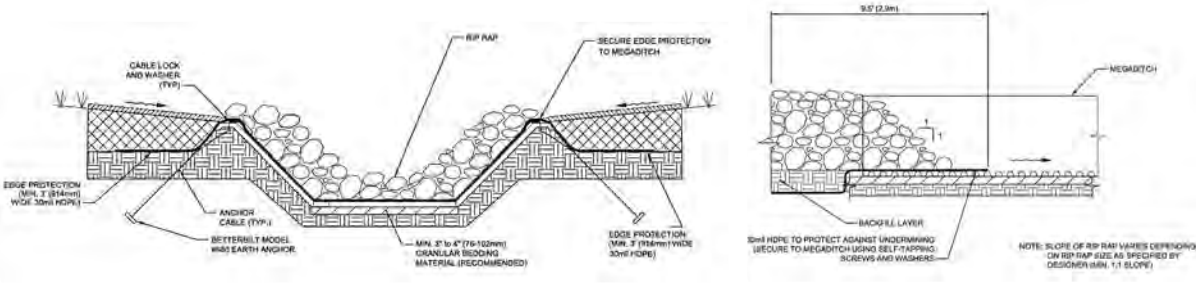 RIP RAP
SECURE EDGE PROTECTION
TO MEGADITCH
CABLE LOCK
AND WASHER
(TYP)
EDGE PROTECTION
(MIN. 3' (914mm)
WIDE 30mil HDPE)
ANCHOR
CABLE (TYP.)
BETTERBILT MODEL
EARTH ANCHOR
MIN. 3" to 4" (76-102mm)
GRANULAR BEDDING
MATERIAL (RECOMMENDED)
EDGE PROTECTION
(MIN. 3' (914mm) WIDE
30mil HDPE)
9.5' (2.9m)
MEGADITCH
1
1
BACKFILL LAYER
30mil HDPE TO PROTECT AGAINST UNDERMINING
(SECURE TO MEGADITCH USING SELF-TAPPING
SCREWS AND WASHERS
NOTE: SLOPE OF RIP RAP VARIES DEPENDING
ON RIP RAP SIZE AS SPECIFIED BY
DESIGNER (MIN. 1:1 SLOPE)